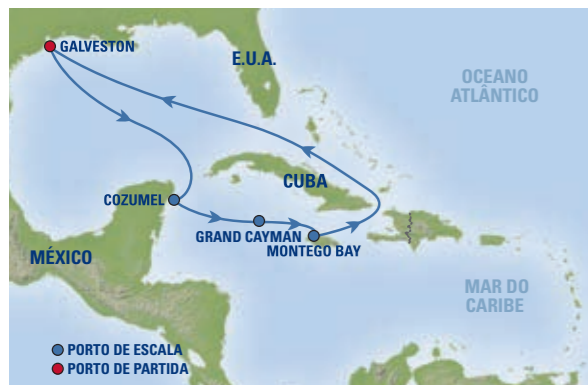 GALVESTON
E.U.A.
OCEANO
ATLÂNTICO
CUBA
COZUMEL
GRAND CAYMAN
MONTEGO BAY
MÉXICO
MAR DO
CARIBE
PORTO DE ESCALA
PORTO DE PARTIDA